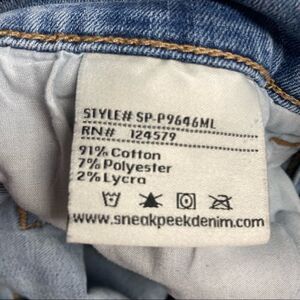 STYLE# SP-P9646ML
RN# 124579
91% Cotton
7% Polyester
2% Lycra
www.sneakpeekdenim.com